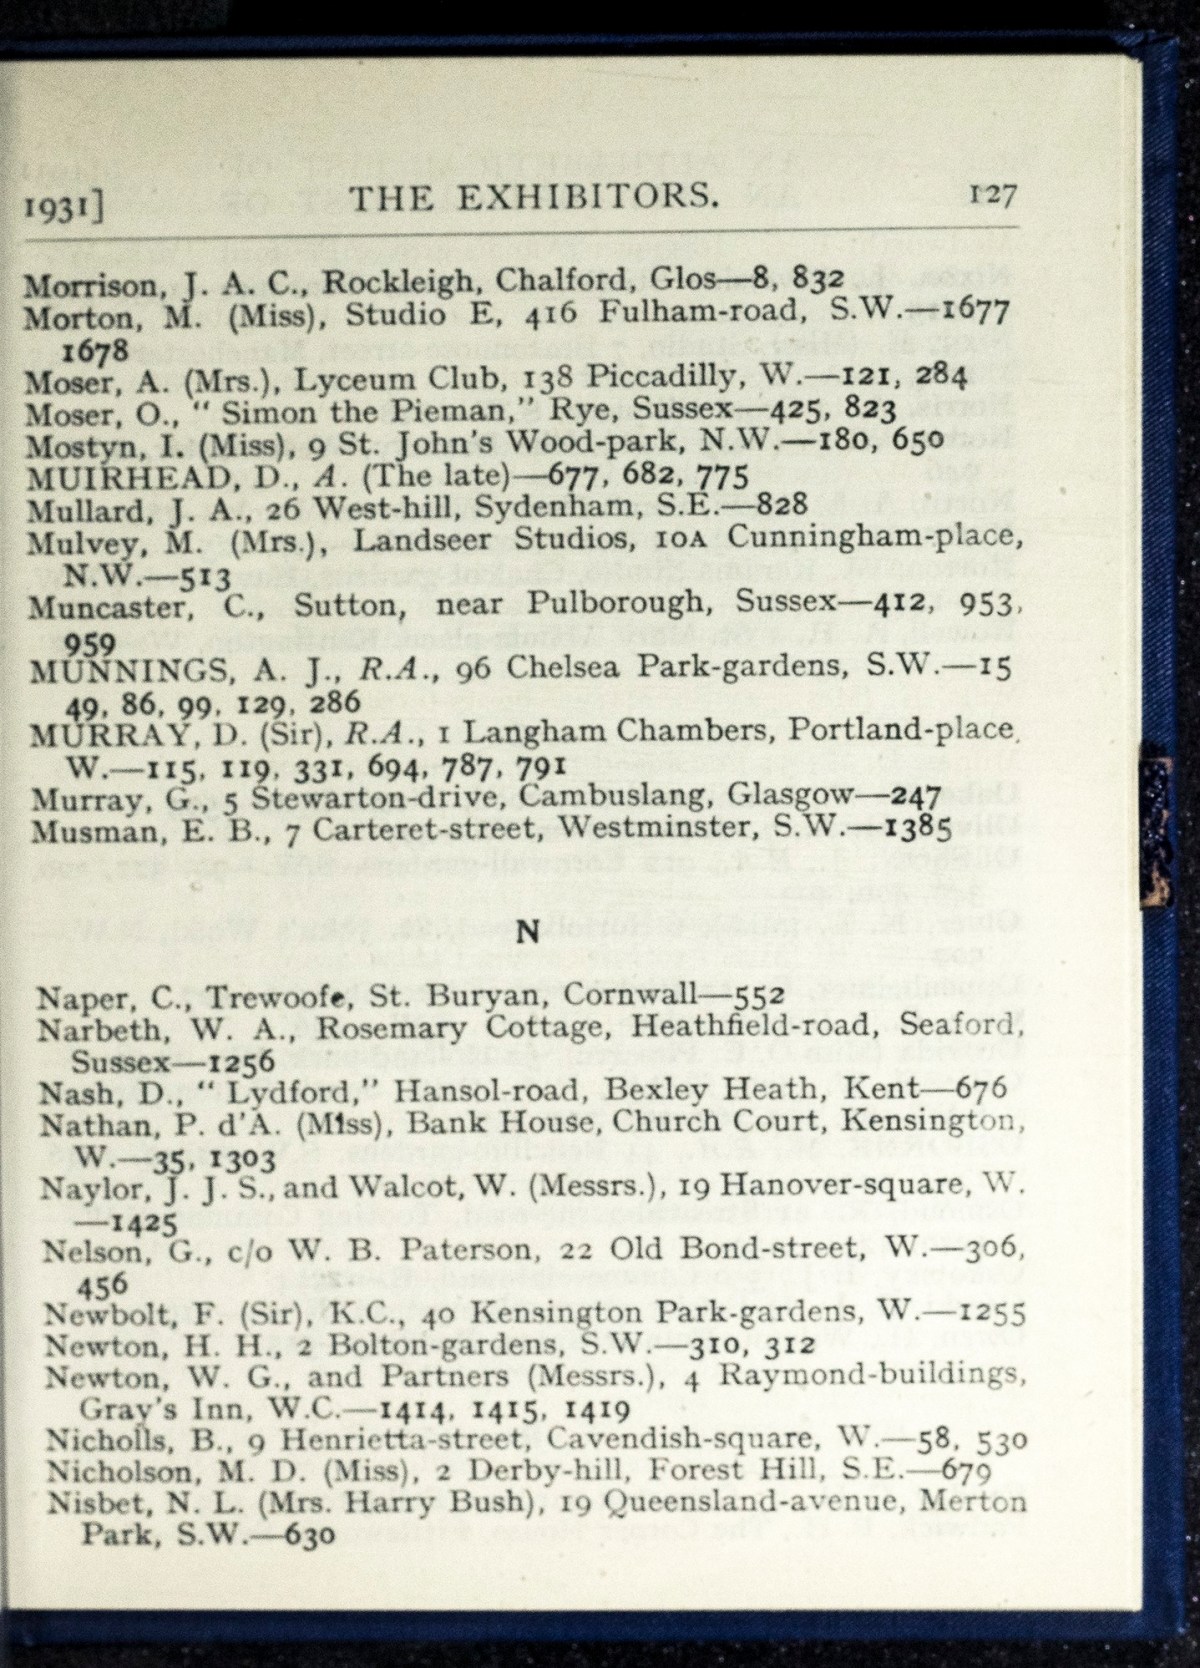 1931] THE EXHIBITORS. 127
Morrison, J. A. C., Rockleigh, Chalford, Glos—8, 832
Morton, M. (Miss), Studio E, 416 Fulham-road, S.W.—1677
1678
Moser, A. (Mrs.), Lyceum Club, 138 Piccadilly, W.—121, 284
Moser, O., “ Simon the Pieman,” Rye, Sussex—425, 823
Mostyn, I. (Miss), 9 St. John's Wood-park, N.W.—180, 650
MUIRHEAD, D., A. (The late)—677, 682, 775
Mullard, J. A., 26 West-hill, Sydenham, S.E.—828
Mulvey, M. (Mrs.), Landseer Studios, 10A Cunningham-place,
N.W.—513
Muncaster, C., Sutton, near Pulborough, Sussex—412, 953,
959
MUNNINGS, A. J., R.A., 96 Chelsea Park-gardens, S.W.—15
49, 86, 99, 129, 286
MURRAY, D. (Sir), R.A., 1 Langham Chambers, Portland-place,
W.—115, 119, 331, 694, 787, 791
Murray, G., 5 Stewarton-drive, Cambuslang, Glasgow—247
Musman, E. B., 7 Carteret-street, Westminster, S.W.—1385
N
Naper, C., Trewoofe, St. Buryan, Cornwall—552
Narbeth, W. A., Rosemary Cottage, Heathfield-road, Seaford,
Sussex—1256
Nash, D., “ Lydford,” Hansol-road, Bexley Heath, Kent—676
Nathan, P. d'A. (Miss), Bank House, Church Court, Kensington,
W.—35, 1303
Naylor, J. J. S., and Walcot, W. (Messrs.), 19 Hanover-square, W.
—1425
Nelson, G., c/o W. B. Paterson, 22 Old Bond-street, W.—306,
456
Newbolt, F. (Sir), K.C., 40 Kensington Park-gardens, W.—1255
Newton, H. H., 2 Bolton-gardens, S.W.—310, 312
Newton, W. G., and Partners (Messrs.), 4 Raymond-buildings,
Gray's Inn, W.C.—1414, 1415, 1419
Nicholls, B., 9 Henrietta-street, Cavendish-square, W.—58, 530
Nicholson, M. D. (Miss), 2 Derby-hill, Forest Hill, S.E.—679
Nisbet, N. L. (Mrs. Harry Bush), 19 Queensland-avenue, Merton
Park, S.W.—630